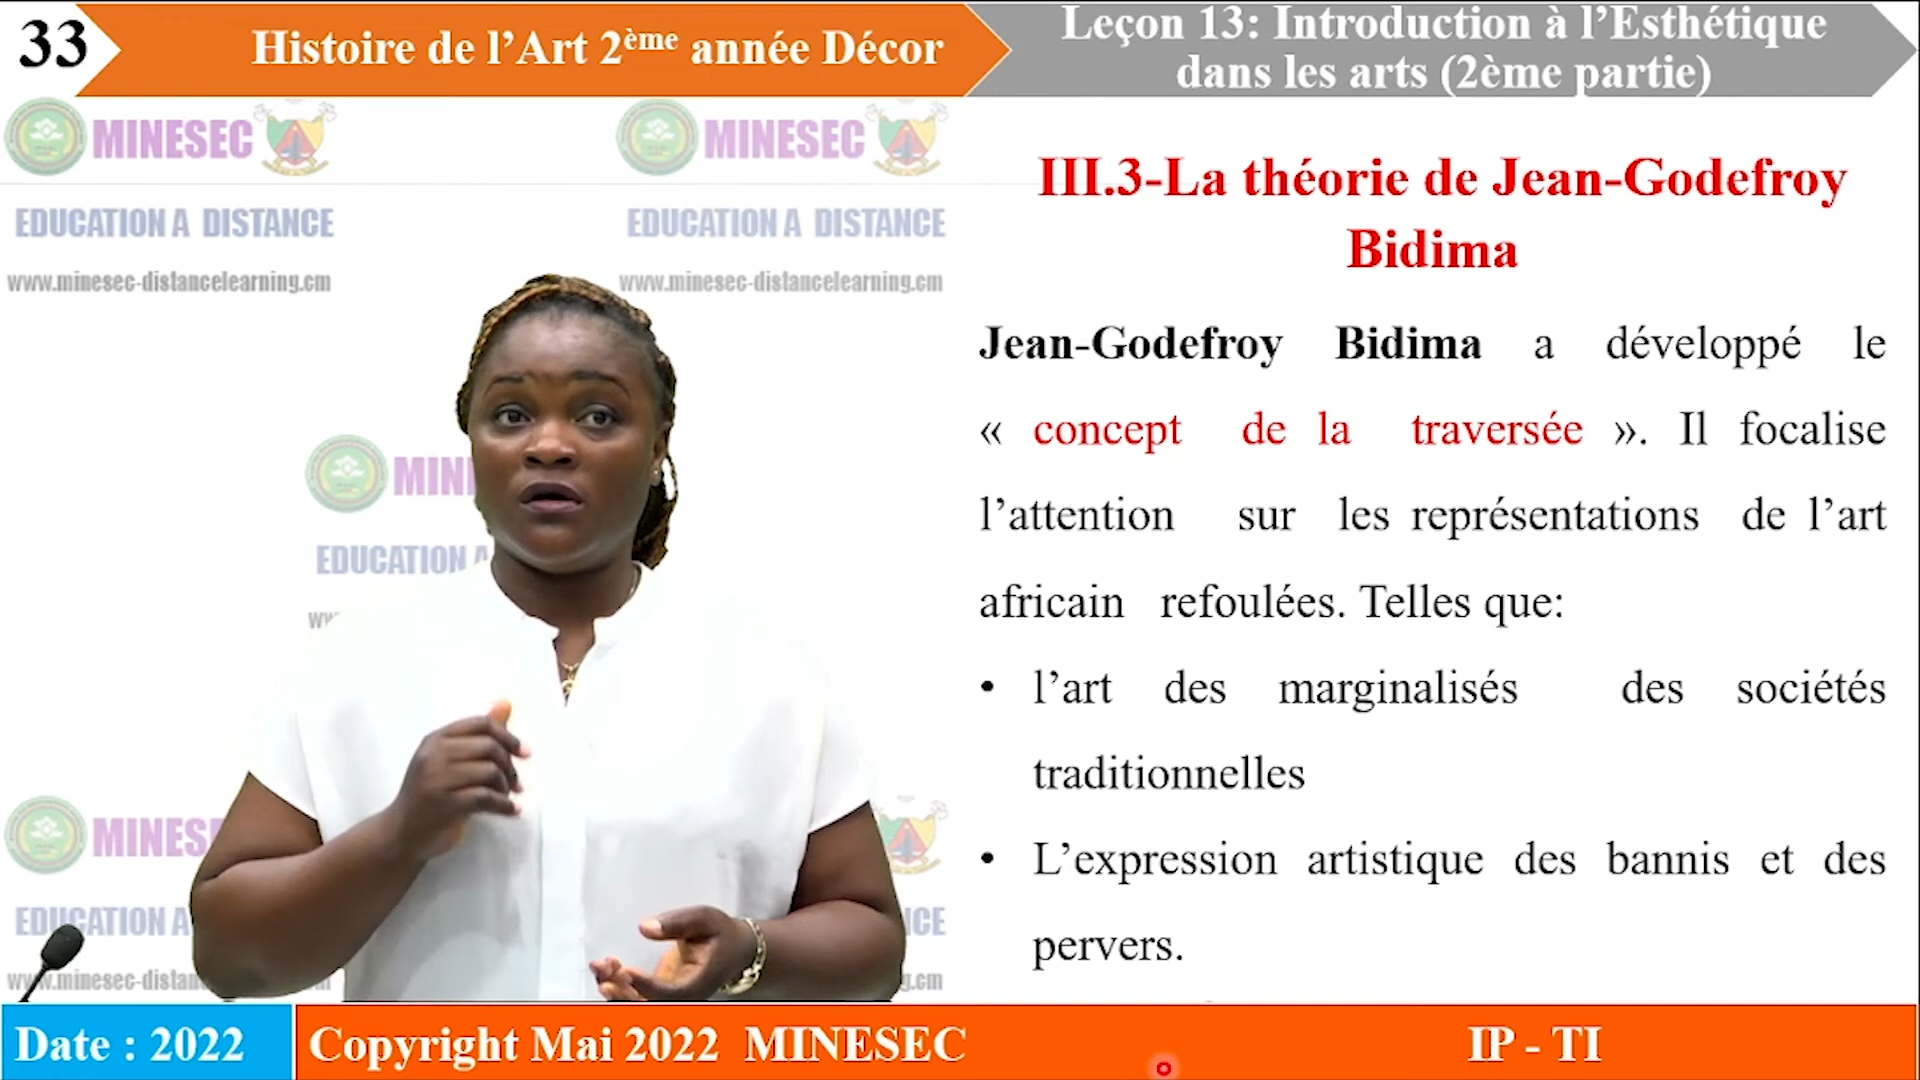 33
Histoire de l’Art 2ème année Décor
Leçon 13: Introduction à l’Esthétique
dans les arts (2ème partie)
MINESEC
MINESEC
EDUCATION A DISTANCE
EDUCATION A DISTANCE
www.minesec-distancelearning.cm
www.minesec-distancelearning.cm
III.3-La théorie de Jean-Godefroy
Bidima
Jean-Godefroy Bidima a développé le
« concept de la traversée ». Il focalise
l’attention sur les représentations de l’art
africain refoulées. Telles que:
• l’art des marginalisés des sociétés
traditionnelles
• L’expression artistique des bannis et des
pervers.
MINE
EDUCATION A
MINESE
EDUCATION A
Date : 2022
Copyright Mai 2022 MINESEC
IP - TI